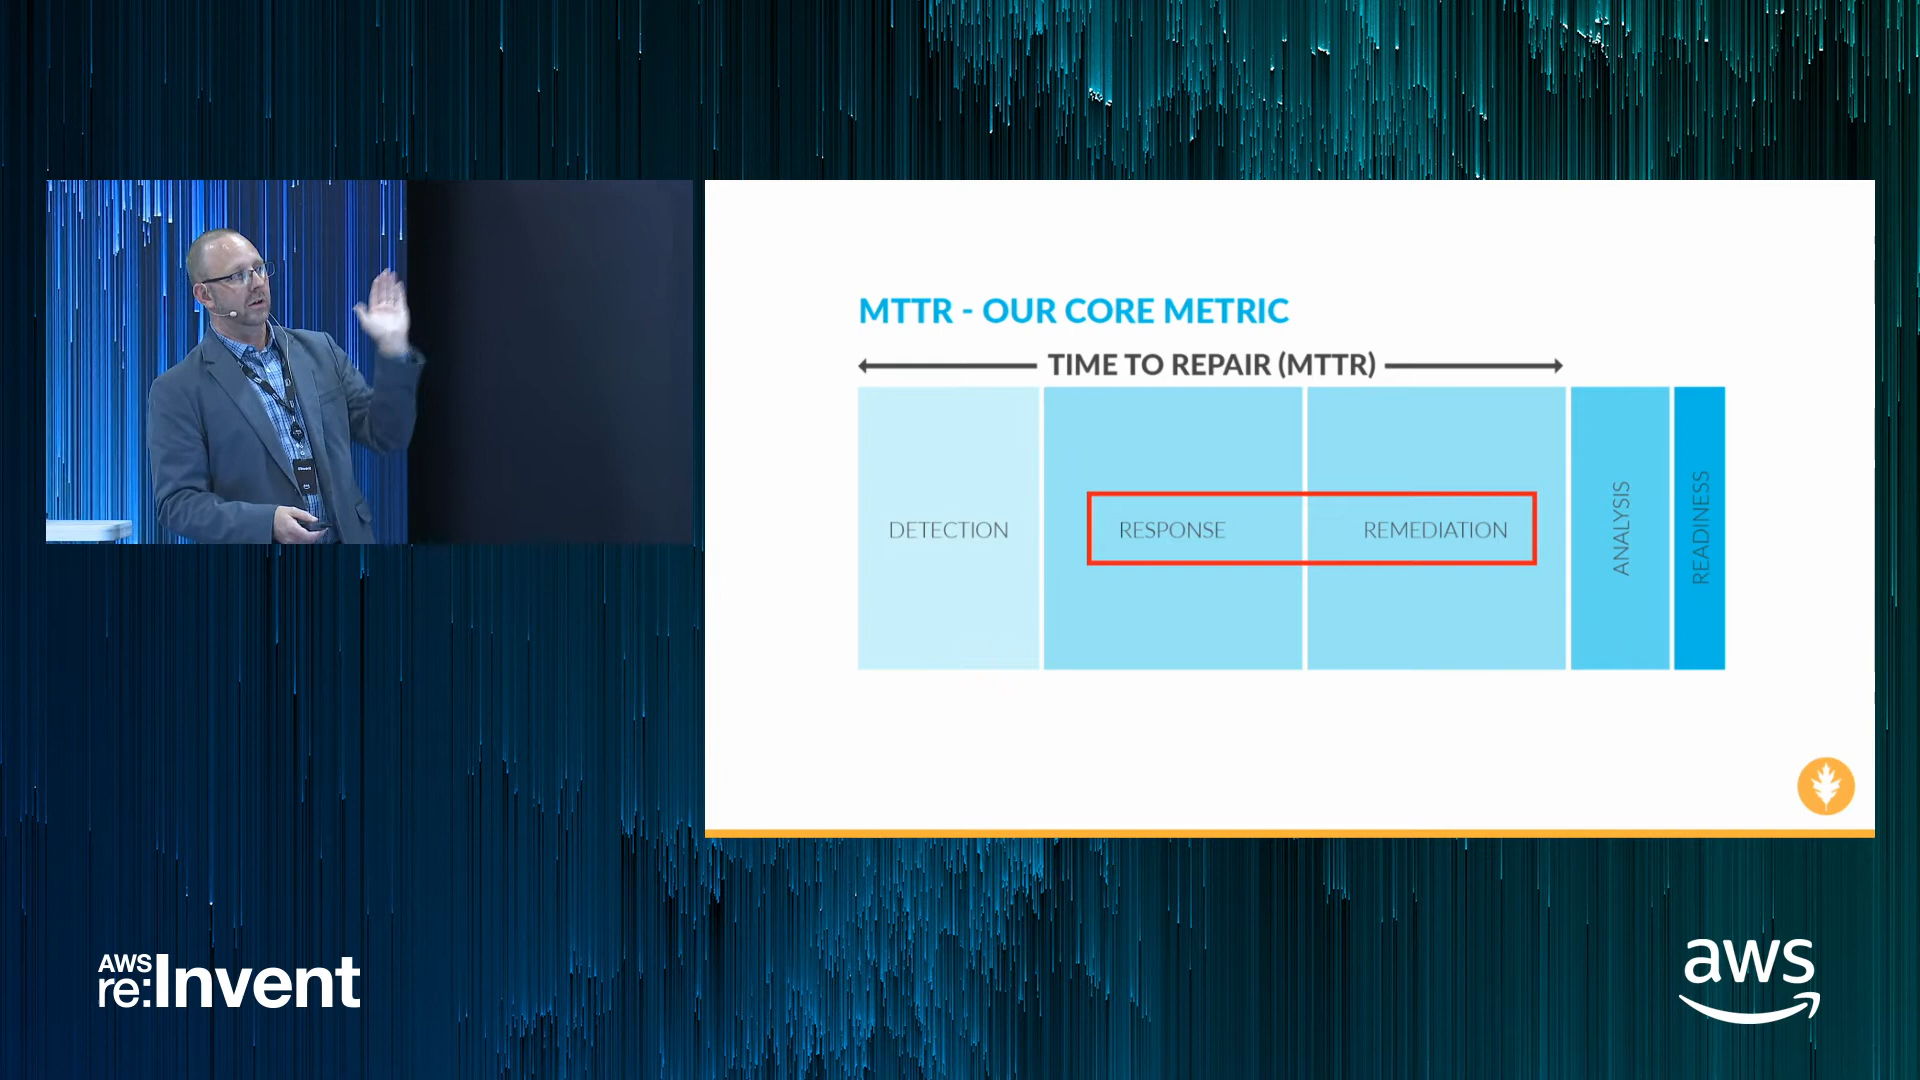 MTTR - OUR CORE METRIC
TIME TO REPAIR (MTTR)
DETECTION
RESPONSE
REMEDIATION
ANALYSIS
READINESS
AWS
re:Invent
aws